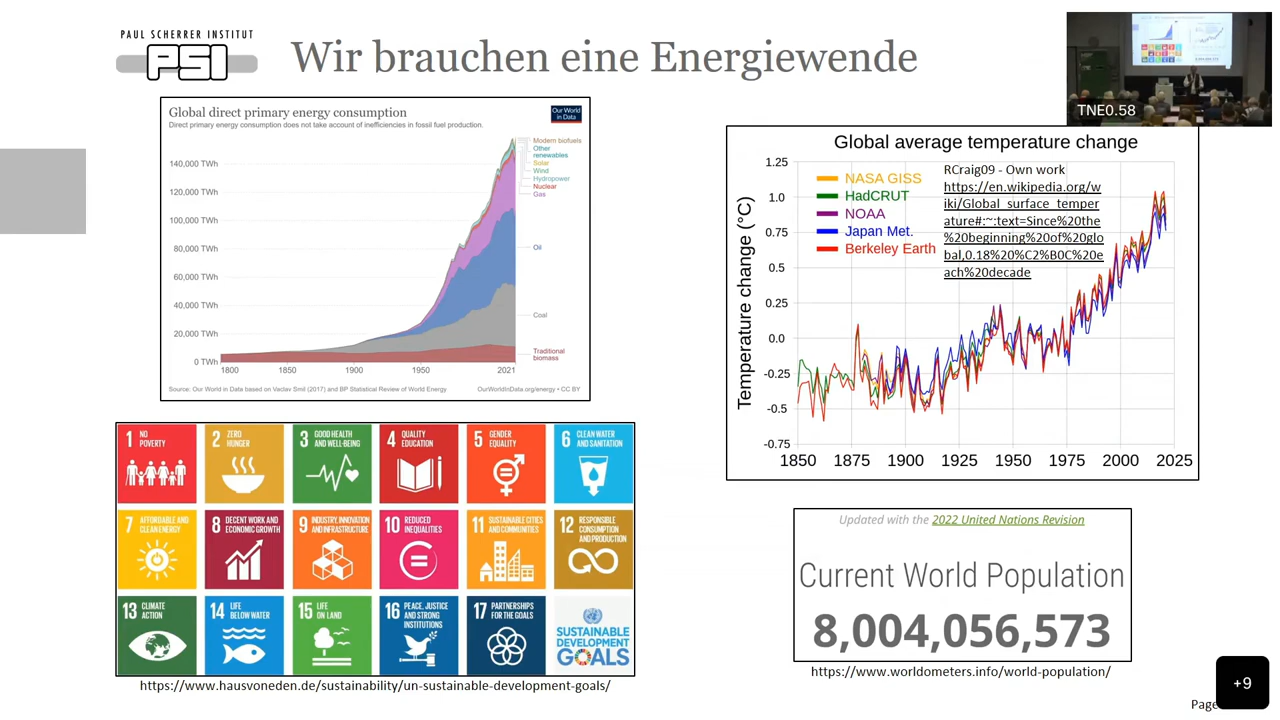 PAUL SCHERRER INSTITUT
PSI
Wir brauchen eine Energiewende
TNE0.58
Global direct primary energy consumption
Our World
in Data
Direct primary energy consumption does not take account of inefficiencies in fossil fuel production.
140,000 TWh
120,000 TWh
100,000 TWh
80,000 TWh
60,000 TWh
40,000 TWh
20,000 TWh
0 TWh
1800
1850
1900
1950
2021
Modern biofuels
Other
renewables
Solar
Wind
Hydropower
Nuclear
Gas
Oil
Coal
Traditional
biomass
Source: Our World in Data based on Vaclav Smil (2017) and BP Statistical Review of World Energy
OurWorldInData.org/energy • CC BY
Global average temperature change
Temperature change (°C)
1.25
1.0
0.75
0.5
0.25
0.0
-0.25
-0.5
-0.75
1850
1875
1900
1925
1950
1975
2000
2025
NASA GISS
HadCRUT
NOAA
Japan Met.
Berkeley Earth
RCraig09 - Own work
https://en.wikipedia.org/w
iki/Global_surface_temper
ature#:~:text=Since%20the
%20beginning%20of%20glo
bal,0.18%20%C2%B0C%20e
ach%20decade
1 NO
POVERTY
2 ZERO
HUNGER
3 GOOD HEALTH
AND WELL-BEING
4 QUALITY
EDUCATION
5 GENDER
EQUALITY
6 CLEAN WATER
AND SANITATION
7 AFFORDABLE AND
CLEAN ENERGY
8 DECENT WORK AND
ECONOMIC GROWTH
9 INDUSTRY, INNOVATION
AND INFRASTRUCTURE
10 REDUCED
INEQUALITIES
11 SUSTAINABLE CITIES
AND COMMUNITIES
12 RESPONSIBLE
CONSUMPTION
AND PRODUCTION
13 CLIMATE
ACTION
14 LIFE
BELOW WATER
15 LIFE
ON LAND
16 PEACE, JUSTICE
AND STRONG
INSTITUTIONS
17 PARTNERSHIPS
FOR THE GOALS
SUSTAINABLE
DEVELOPMENT
GOALS
https://www.hausvoneden.de/sustainability/un-sustainable-development-goals/
Updated with the 2022 United Nations Revision
Current World Population
8,004,056,573
https://www.worldometers.info/world-population/
+9
Page